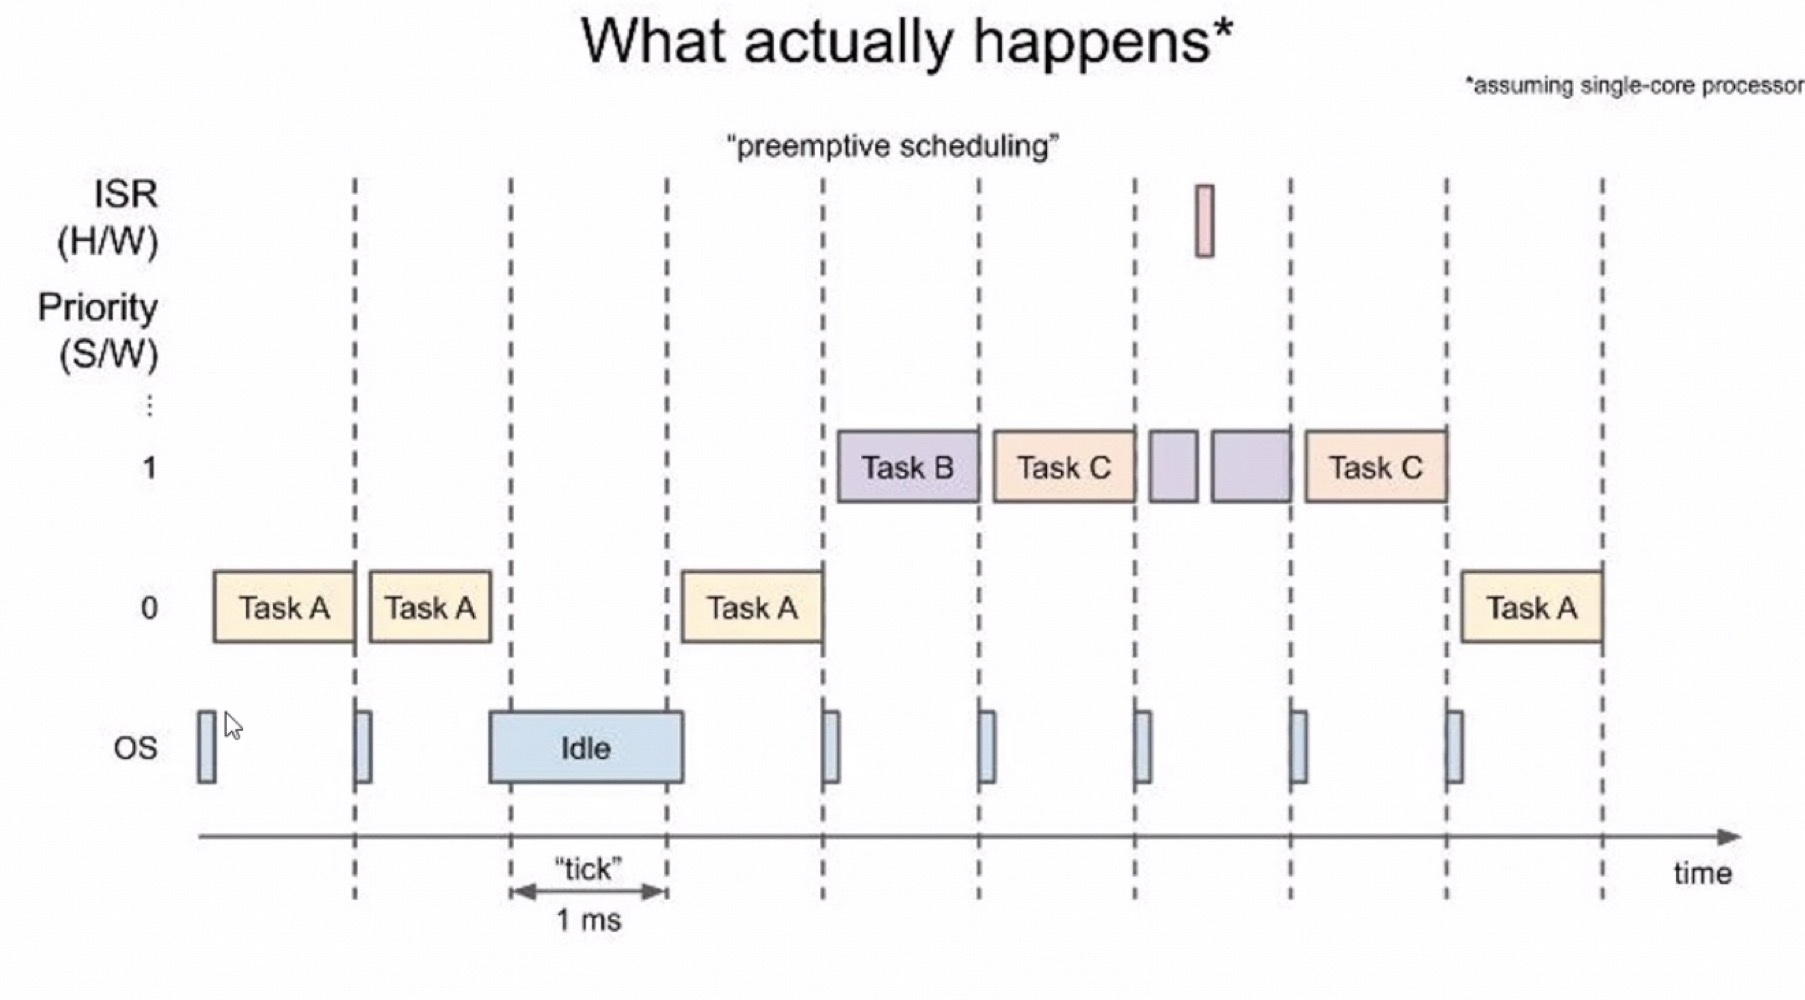 What actually happens*
*assuming single-core processor
“preemptive scheduling”
ISR
(H/W)
Priority
(S/W)
⋮
1
Task B
Task C
Task C
0
Task A
Task A
Task A
Task A
OS
Idle
“tick”
1 ms
time